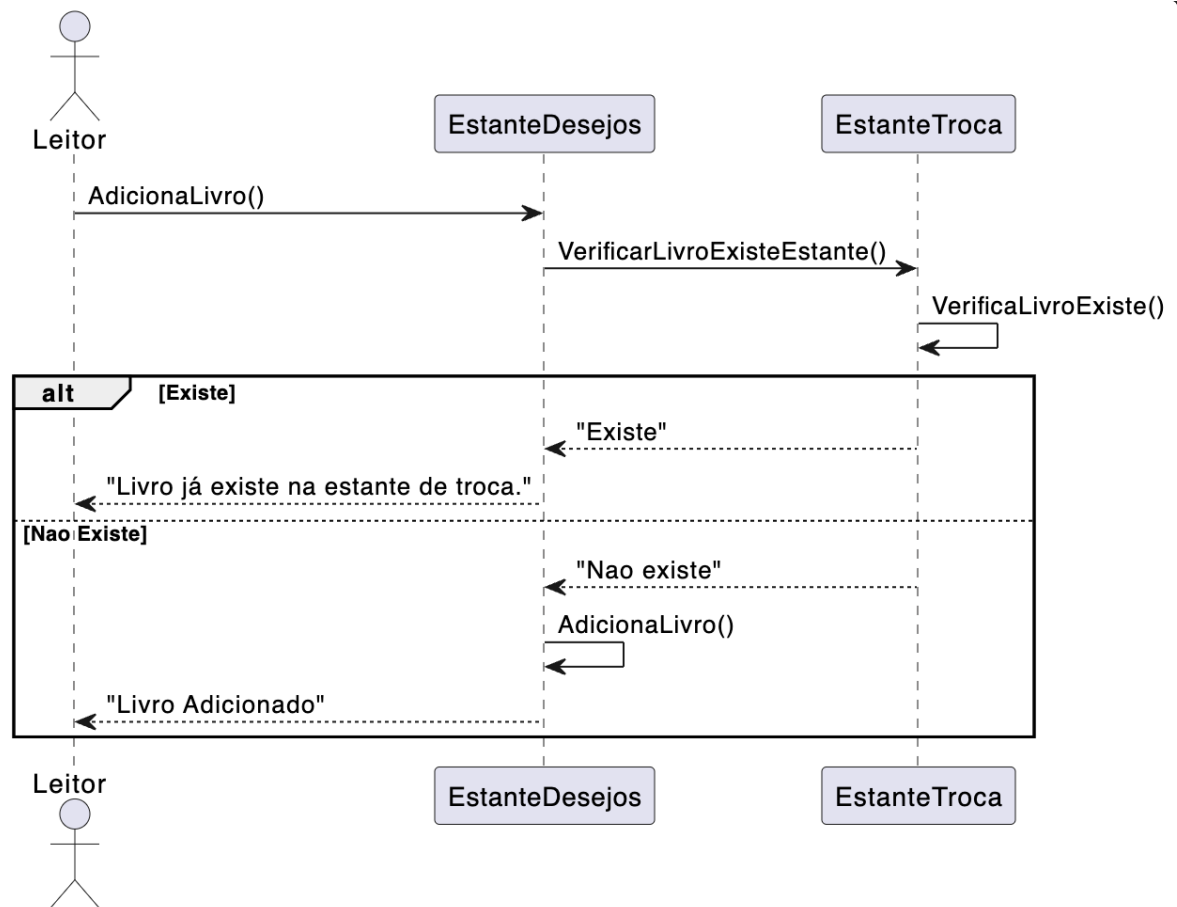 Leitor
EstanteDesejos
EstanteTroca
AdicionaLivro()
VerificarLivroExisteEstante()
VerificaLivroExiste()
alt
[Existe]
"Existe"
"Livro já existe na estante de troca."
[Nao Existe]
"Nao existe"
AdicionaLivro()
"Livro Adicionado"
Leitor
EstanteDesejos
EstanteTroca